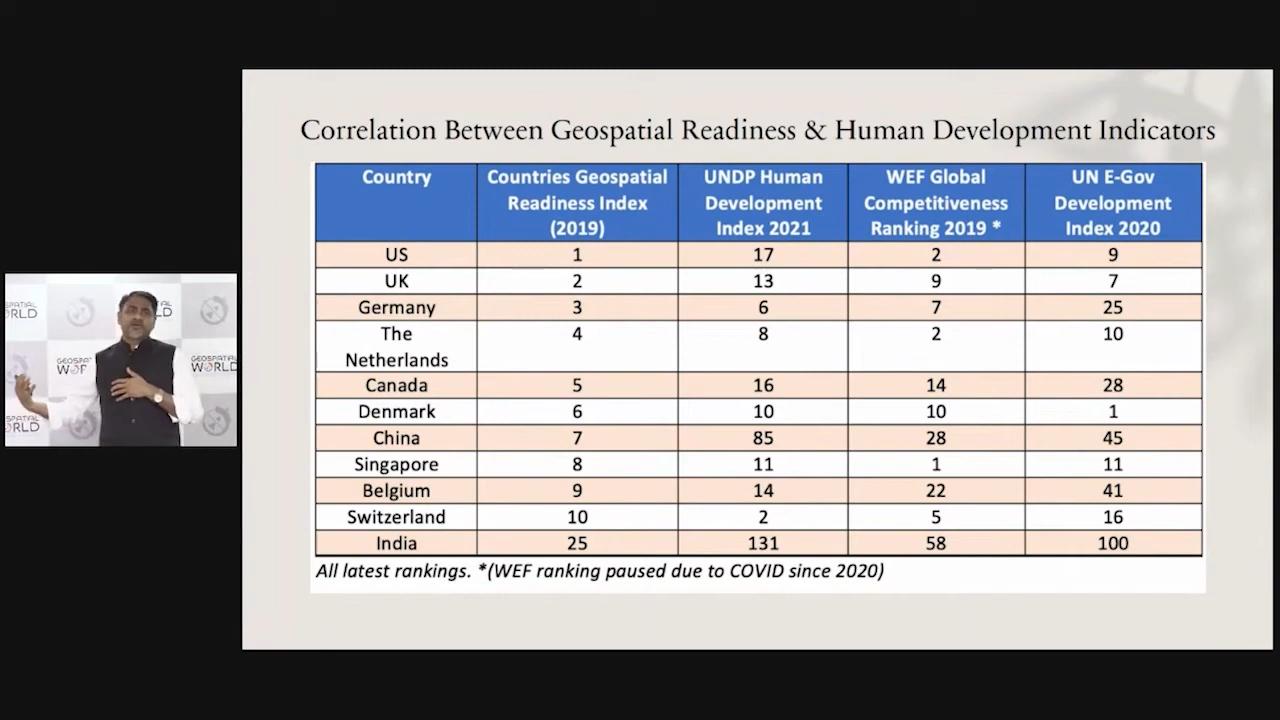 Correlation Between Geospatial Readiness & Human Development Indicators
Country Countries Geospatial Readiness Index (2019) UNDP Human Development Index 2021 WEF Global Competitiveness Ranking 2019 * UN E-Gov Development Index 2020
US 1 17 2 9
UK 2 13 9 7
Germany 3 6 7 25
The Netherlands 4 8 2 10
Canada 5 16 14 28
Denmark 6 10 10 1
China 7 85 28 45
Singapore 8 11 1 11
Belgium 9 14 22 41
Switzerland 10 2 5 16
India 25 131 58 100
All latest rankings. *(WEF ranking paused due to COVID since 2020)
GEOSPATIAL
WORLD